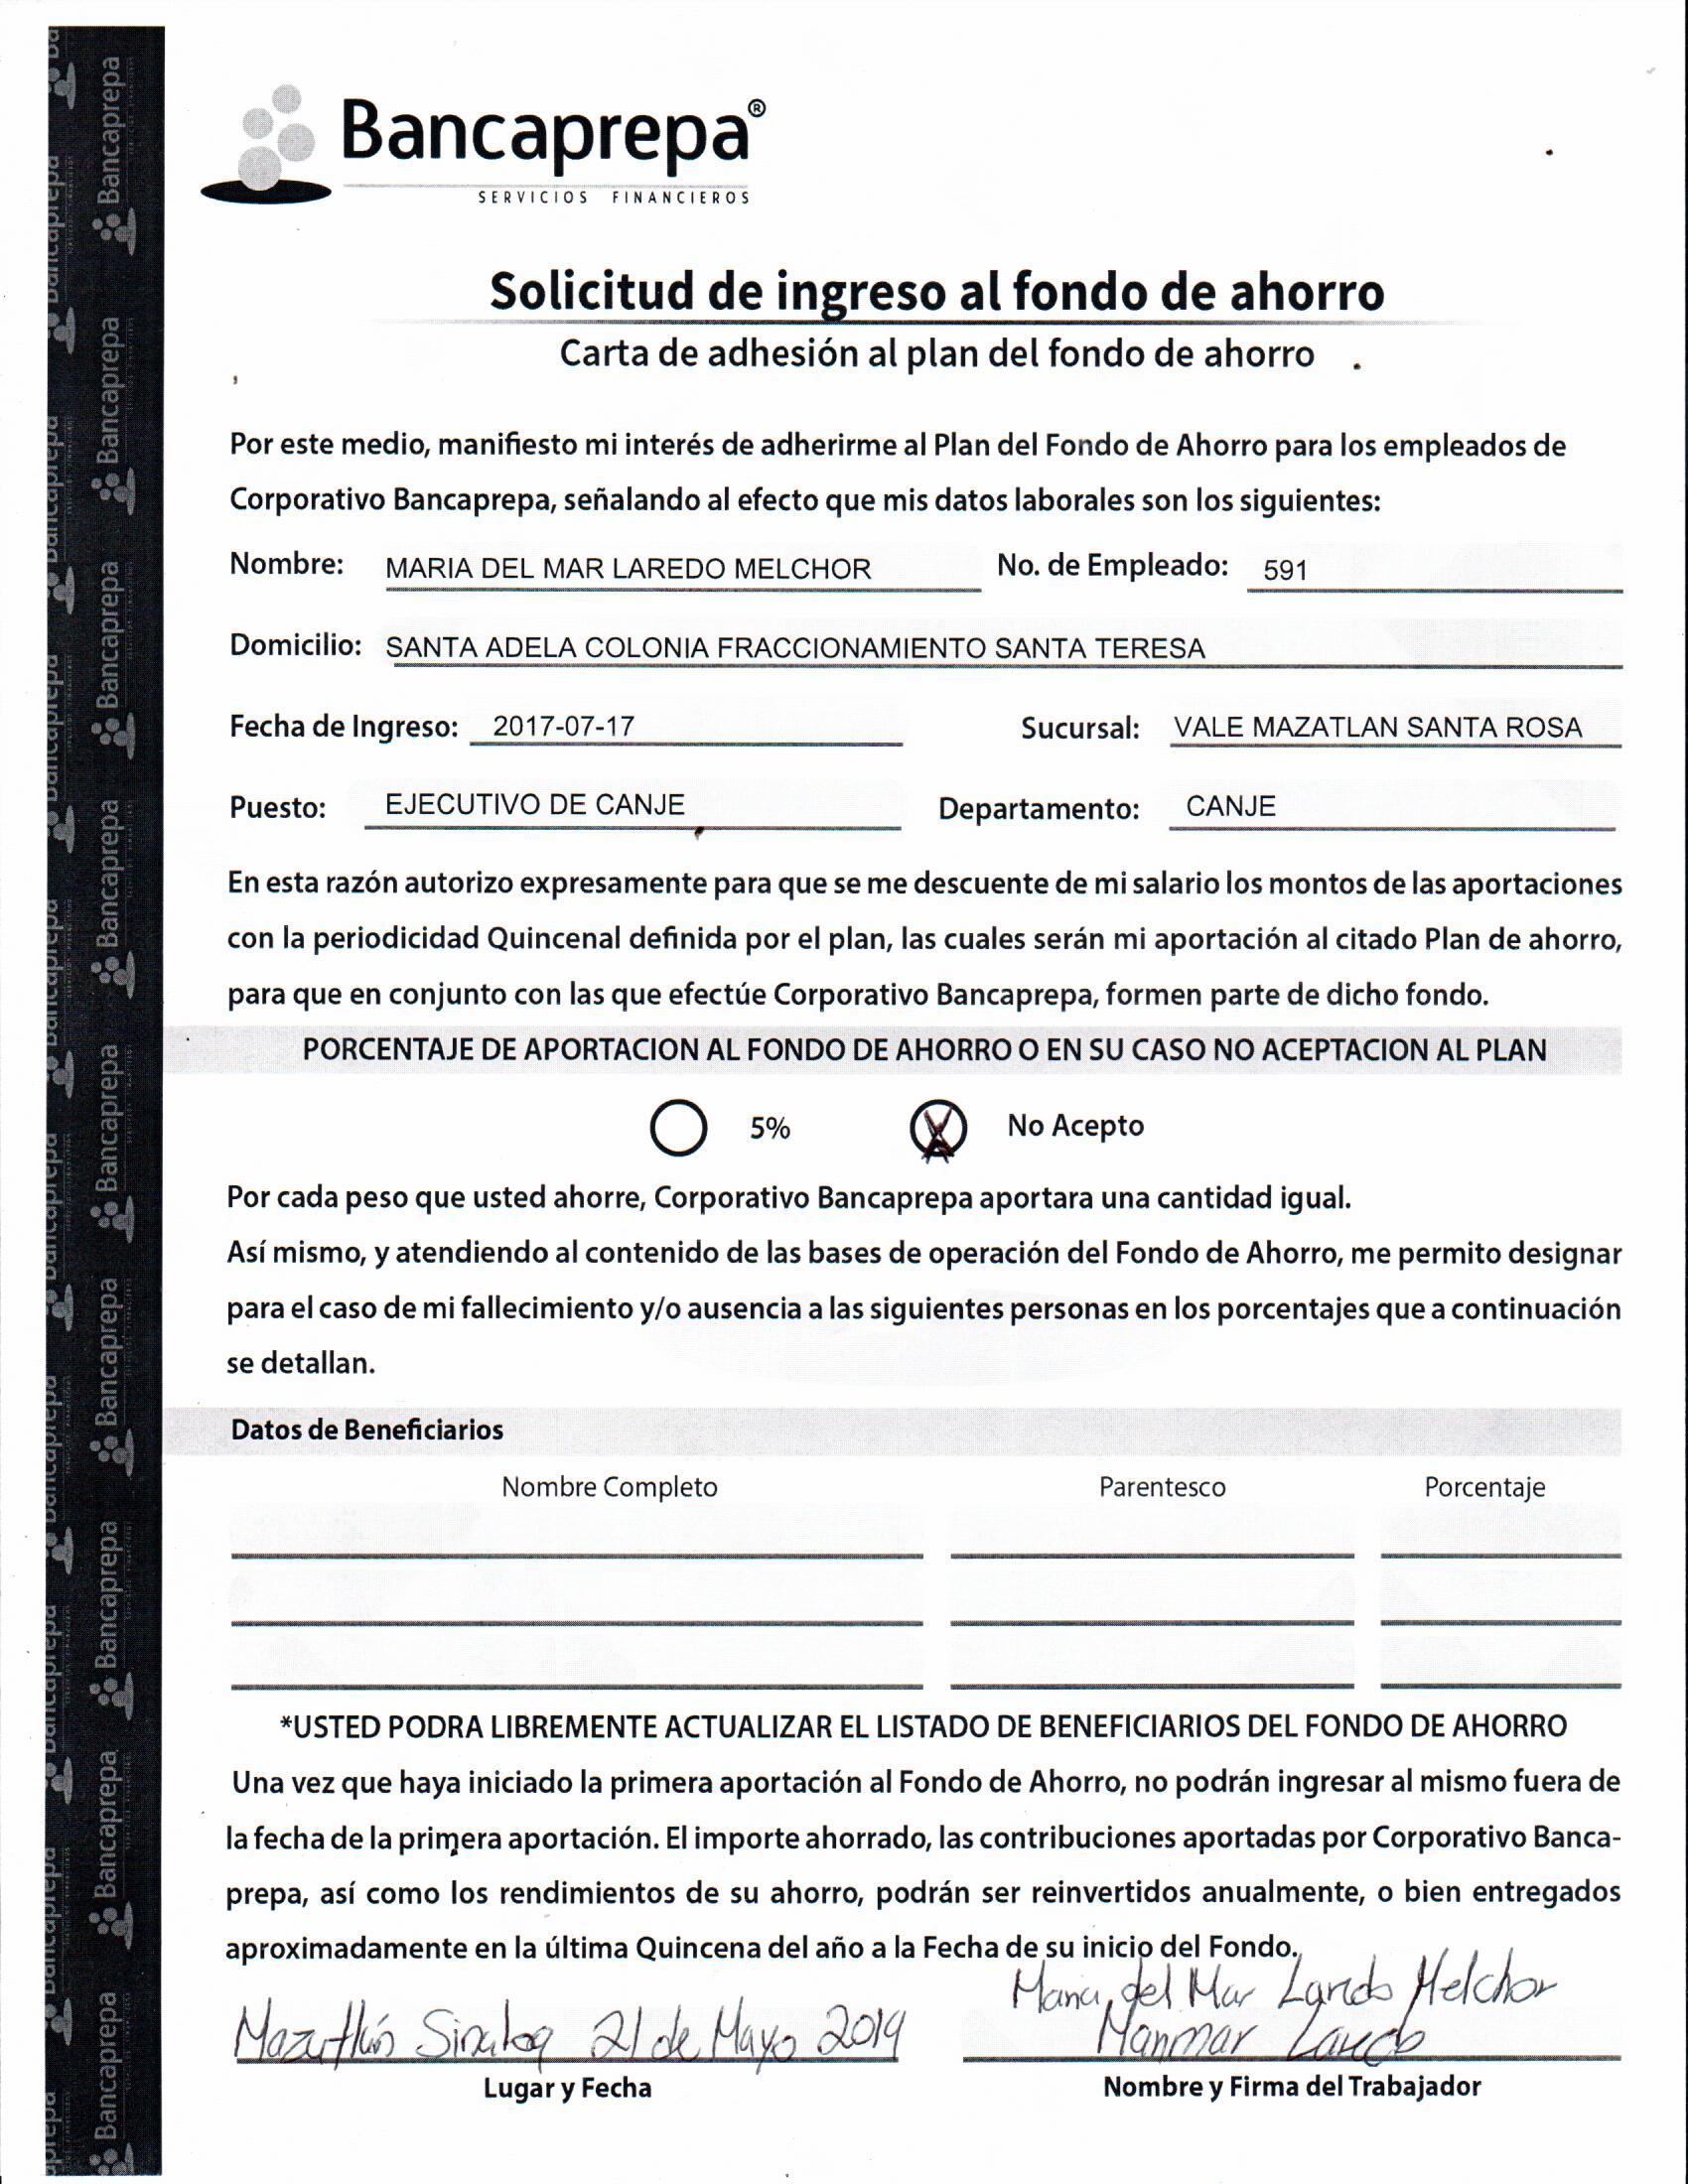 Bancaprepa®
SERVICIOS FINANCIEROS
Solicitud de ingreso al fondo de ahorro
Carta de adhesión al plan del fondo de ahorro
Por este medio, manifiesto mi interés de adherirme al Plan del Fondo de Ahorro para los empleados de
Corporativo Bancaprepa, señalando al efecto que mis datos laborales son los siguientes:
Nombre: MARIA DEL MAR LAREDO MELCHOR No. de Empleado: 591
Domicilio: SANTA ADELA COLONIA FRACCIONAMIENTO SANTA TERESA
Fecha de Ingreso: 2017-07-17 Sucursal: VALE MAZATLAN SANTA ROSA
Puesto: EJECUTIVO DE CANJE Departamento: CANJE
En esta razón autorizo expresamente para que se me descuente de mi salario los montos de las aportaciones
con la periodicidad Quincenal definida por el plan, las cuales serán mi aportación al citado Plan de ahorro,
para que en conjunto con las que efectúe Corporativo Bancaprepa, formen parte de dicho fondo.
PORCENTAJE DE APORTACION AL FONDO DE AHORRO O EN SU CASO NO ACEPTACION AL PLAN
5% X No Acepto
Por cada peso que usted ahorre, Corporativo Bancaprepa aportara una cantidad igual.
Así mismo, y atendiendo al contenido de las bases de operación del Fondo de Ahorro, me permito designar
para el caso de mi fallecimiento y/o ausencia a las siguientes personas en los porcentajes que a continuación
se detallan.
Datos de Beneficiarios
Nombre Completo Parentesco Porcentaje
*USTED PODRA LIBREMENTE ACTUALIZAR EL LISTADO DE BENEFICIARIOS DEL FONDO DE AHORRO
Una vez que haya iniciado la primera aportación al Fondo de Ahorro, no podrán ingresar al mismo fuera de
la fecha de la primera aportación. El importe ahorrado, las contribuciones aportadas por Corporativo Banca-
prepa, así como los rendimientos de su ahorro, podrán ser reinvertidos anualmente, o bien entregados
aproximadamente en la última Quincena del año a la Fecha de su inicio del Fondo.
Maria del Mar Laredo Melchor
Mazatlán Sinaloa 21 de Mayo 2019 Marimar Laredo
Lugar y Fecha Nombre y Firma del Trabajador